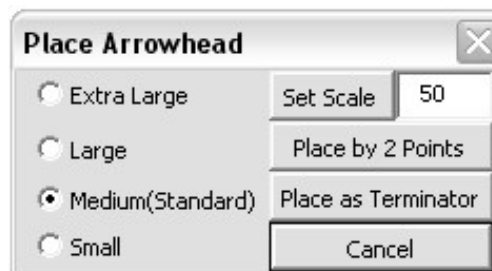 Place Arrowhead
Extra Large Set Scale 50
Large Place by 2 Points
Medium(Standard) Place as Terminator
Small Cancel